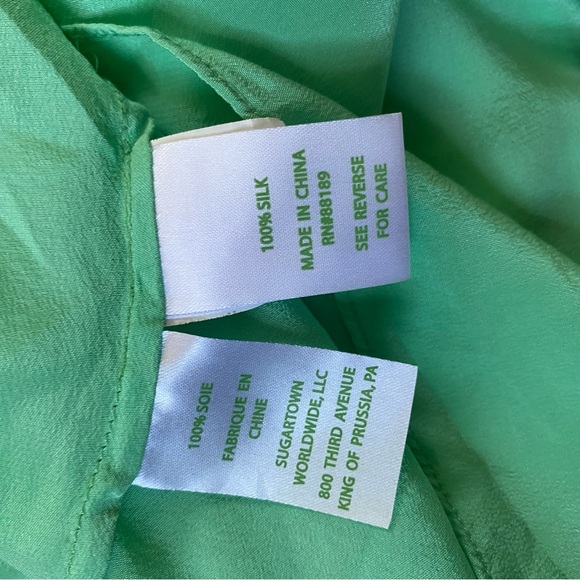 100% SILK
MADE IN CHINA
RN#88189
SEE REVERSE
FOR CARE
100% SOIE
FABRIQUE EN
CHINE
SUGARTOWN
WORLDWIDE, LLC
800 THIRD AVENUE
KING OF PRUSSIA, PA